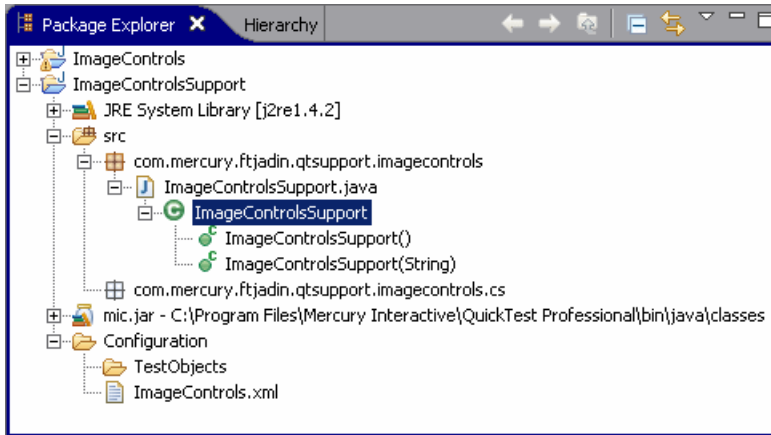 Package Explorer Hierarchy
ImageControls
ImageControlsSupport
JRE System Library [j2re1.4.2]
src
com.mercury.ftjadin.qtsupport.imagecontrols
ImageControlsSupport.java
ImageControlsSupport
ImageControlsSupport()
ImageControlsSupport(String)
com.mercury.ftjadin.qtsupport.imagecontrols.cs
mic.jar - C:\Program Files\Mercury Interactive\QuickTest Professional\bin\java\classes
Configuration
TestObjects
ImageControls.xml